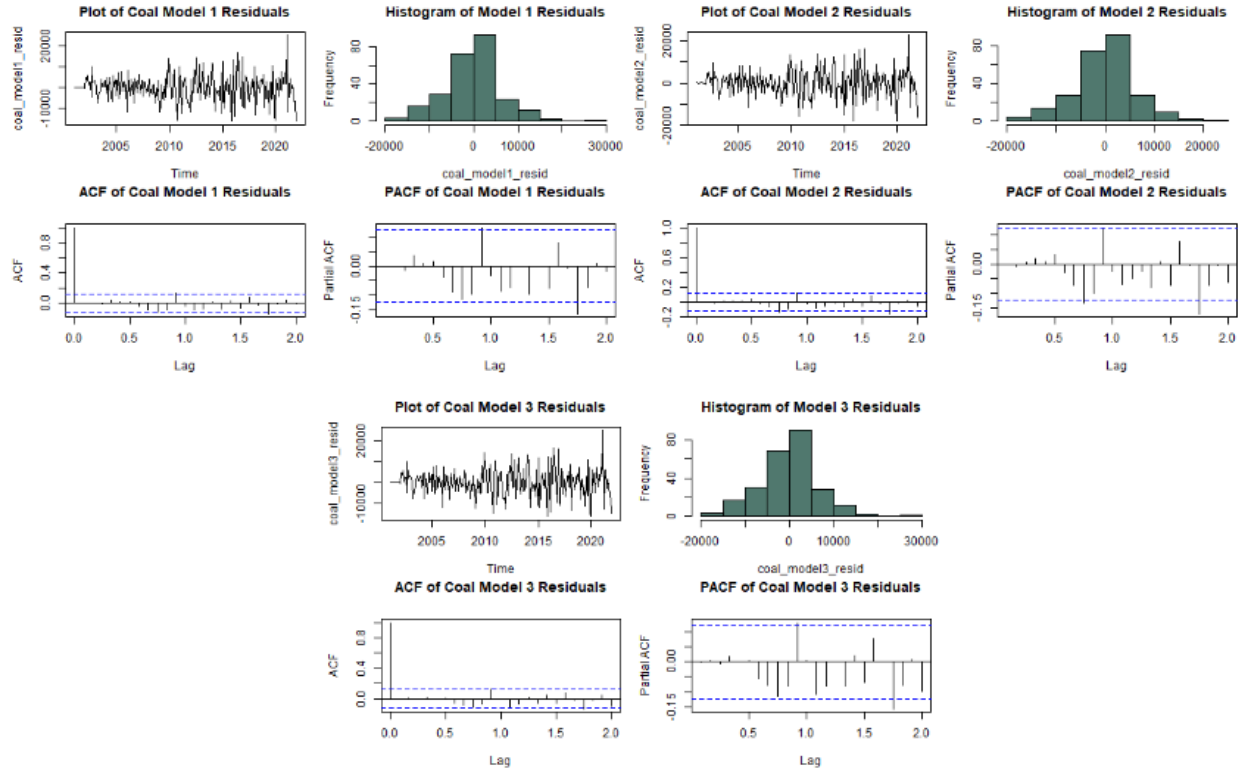 Plot of Coal Model 1 Residuals
coal_model1_resid
-10000 20000
2005 2010 2015 2020
Time
Histogram of Model 1 Residuals
Frequency
0 40 80
-20000 0 10000 30000
coal_model1_resid
Plot of Coal Model 2 Residuals
coal_model2_resid
-20000 0 20000
2005 2010 2015 2020
Time
Histogram of Model 2 Residuals
Frequency
0 40 80
-20000 0 10000 20000
coal_model2_resid
ACF of Coal Model 1 Residuals
ACF
0.0 0.4 0.8
0.0 0.5 1.0 1.5 2.0
Lag
PACF of Coal Model 1 Residuals
Partial ACF
-0.15 0.00
0.5 1.0 1.5 2.0
Lag
ACF of Coal Model 2 Residuals
ACF
-0.2 0.2 0.6 1.0
0.0 0.5 1.0 1.5 2.0
Lag
PACF of Coal Model 2 Residuals
Partial ACF
-0.15 0.00
0.5 1.0 1.5 2.0
Lag
Plot of Coal Model 3 Residuals
coal_model3_resid
-10000 20000
2005 2010 2015 2020
Time
Histogram of Model 3 Residuals
Frequency
0 40 80
-20000 0 10000 30000
coal_model3_resid
ACF of Coal Model 3 Residuals
ACF
0.0 0.4 0.8
0.0 0.5 1.0 1.5 2.0
Lag
PACF of Coal Model 3 Residuals
Partial ACF
-0.15 0.00
0.5 1.0 1.5 2.0
Lag